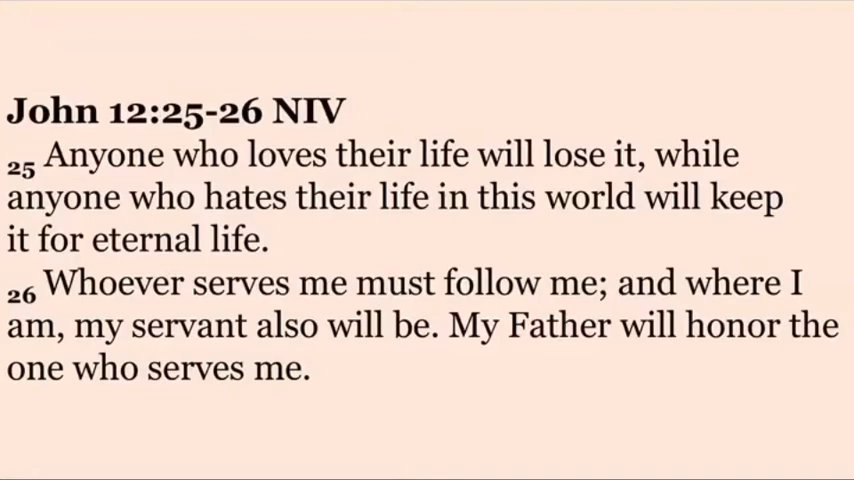 John 12:25-26 NIV
25 Anyone who loves their life will lose it, while
anyone who hates their life in this world will keep
it for eternal life.
26 Whoever serves me must follow me; and where I
am, my servant also will be. My Father will honor the
one who serves me.